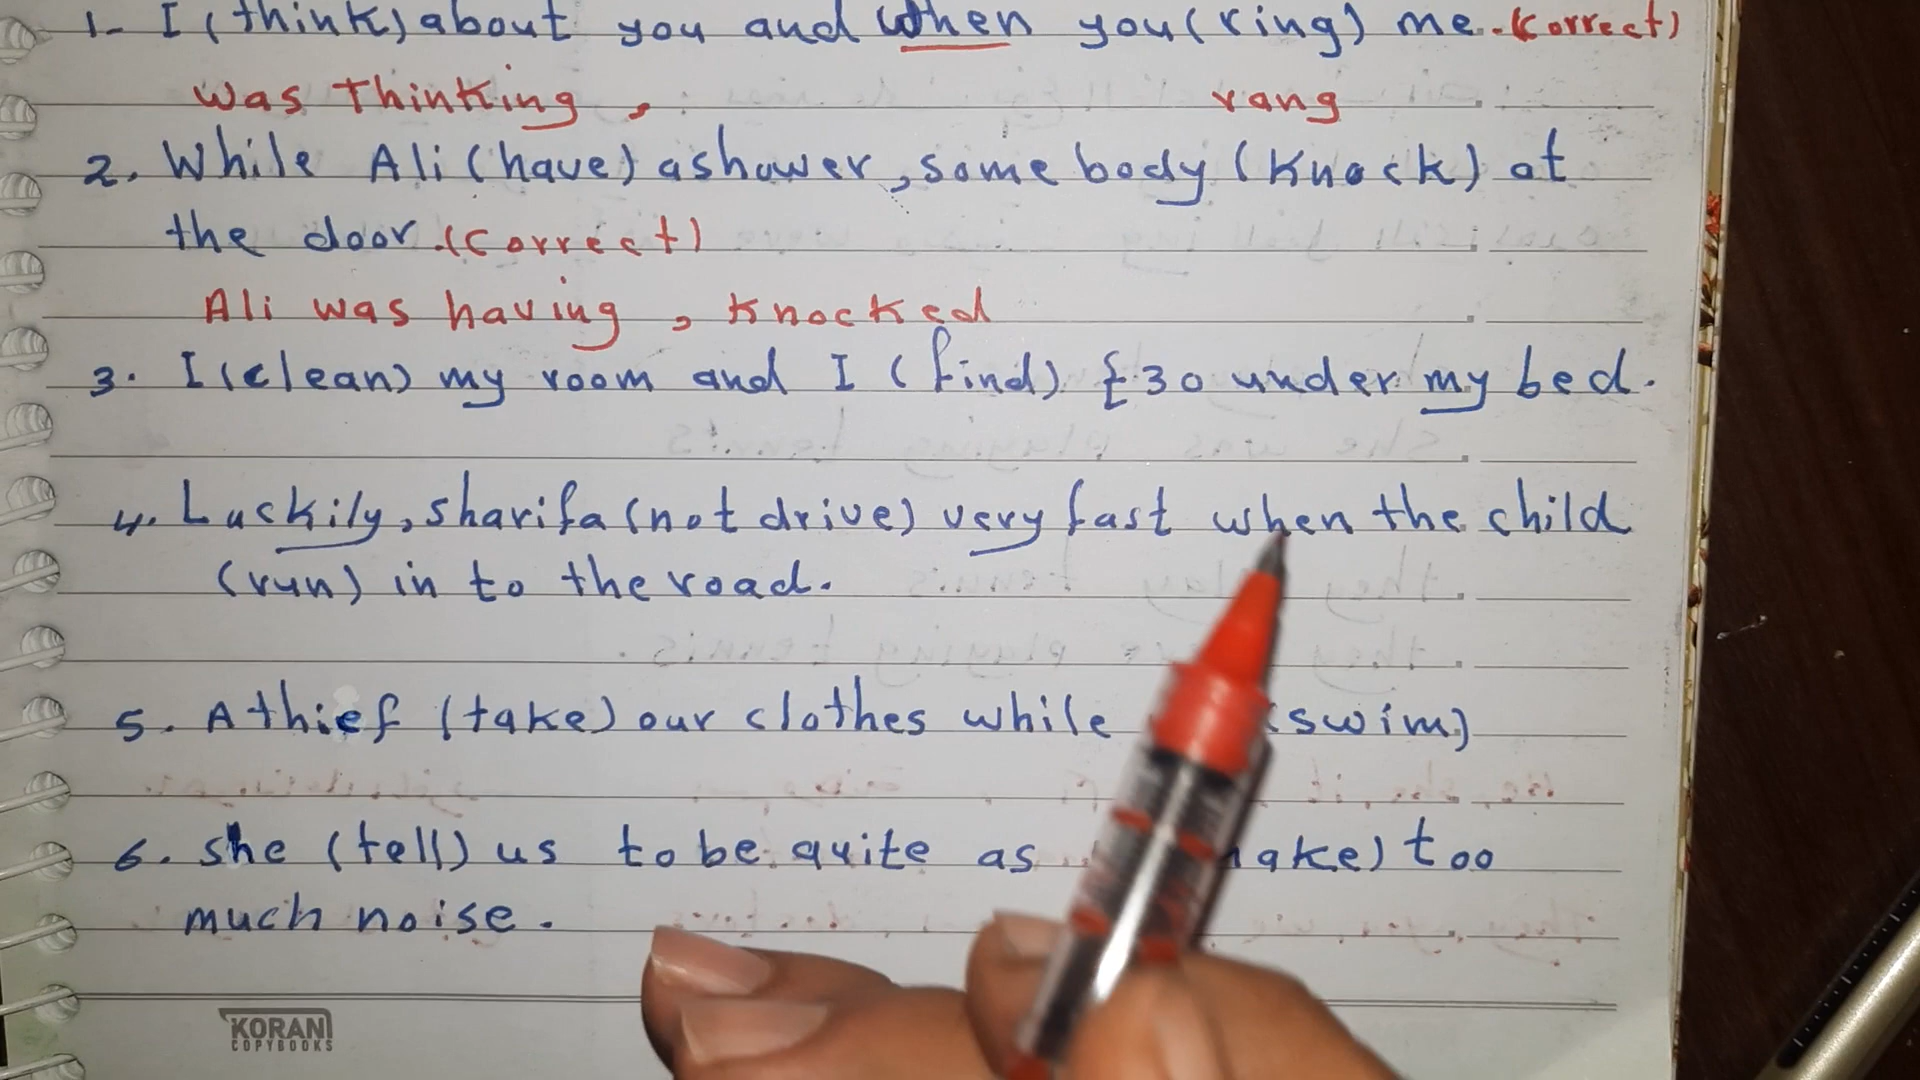 1- I (think) about you and when you (ring) me. (correct)
was Thinking , rang
2. While Ali (have) a shower, some body (Knock) at
the door. (correct)
Ali was having , Knocked
3. I (clean) my room and I (find) £30 under my bed.
4. Luckily, sharifa (not drive) very fast when the child
(run) in to the road.
5. A thief (take) our clothes while (swim)
6. she (tell) us to be quite as ake) too
much noise.
KORAN
COPYBOOKS